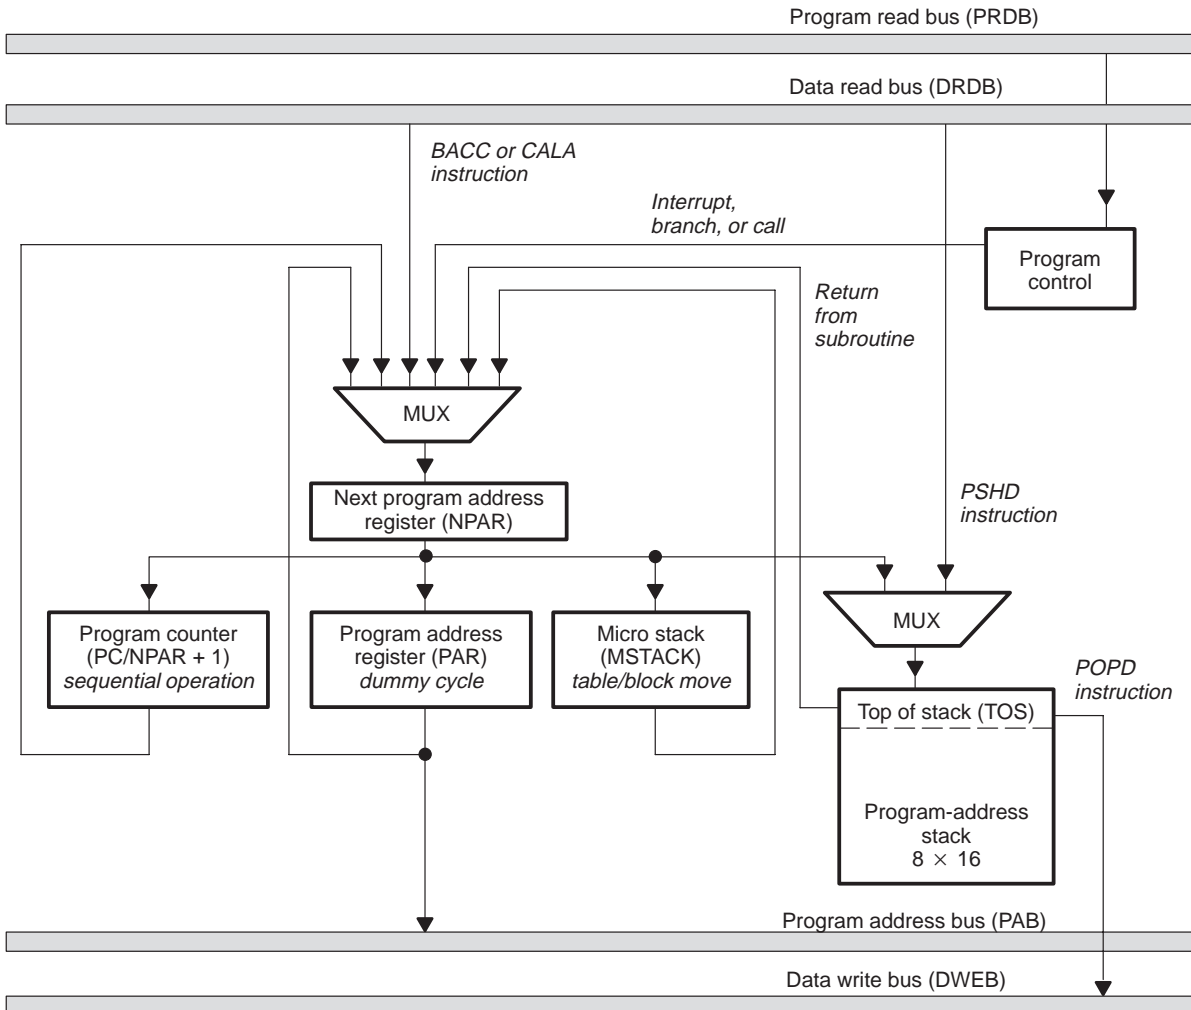 Program read bus (PRDB)
Data read bus (DRDB)
BACC or CALA
instruction
Interrupt,
branch, or call
Program
control
Return
from
subroutine
MUX
Next program address
register (NPAR)
PSHD
instruction
Program counter
(PC/NPAR + 1)
sequential operation
Program address
register (PAR)
dummy cycle
Micro stack
(MSTACK)
table/block move
MUX
POPD
instruction
Top of stack (TOS)
Program-address
stack
8 × 16
Program address bus (PAB)
Data write bus (DWEB)